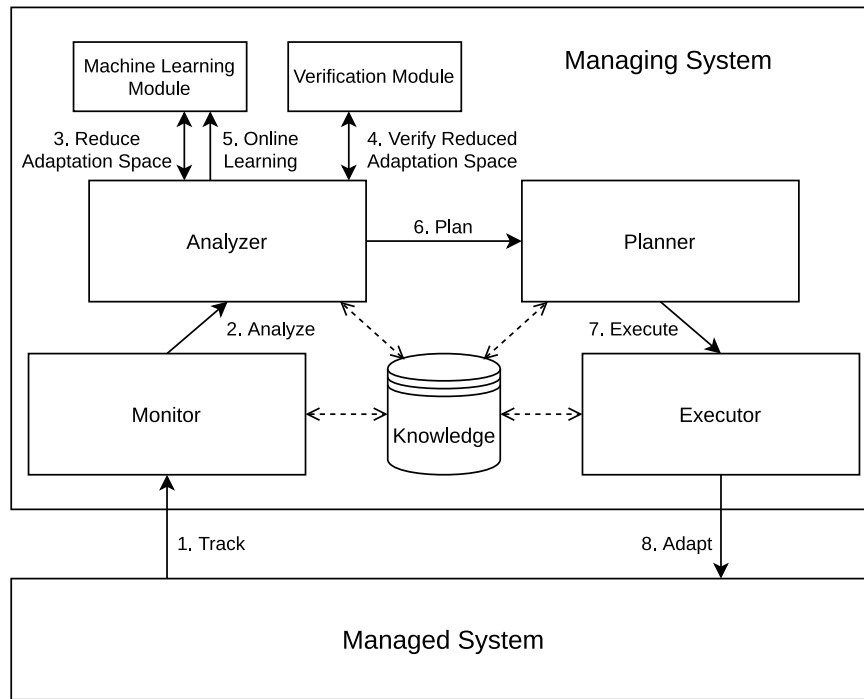 Managing System
Machine Learning
Module
Verification Module
3. Reduce
Adaptation Space
5. Online
Learning
4. Verify Reduced
Adaptation Space
Analyzer
6. Plan
Planner
2. Analyze
7. Execute
Monitor
Knowledge
Executor
1. Track
8. Adapt
Managed System